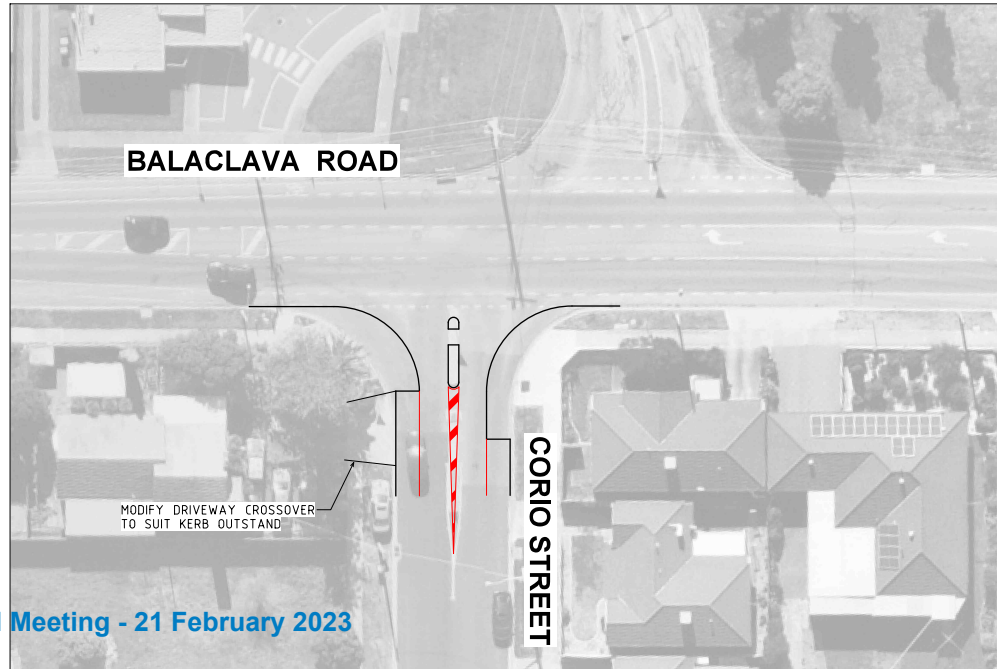 BALACLAVA ROAD
MODIFY DRIVEWAY CROSSOVER
TO SUIT KERB OUTSTAND
CORIO STREET
Meeting - 21 February 2023